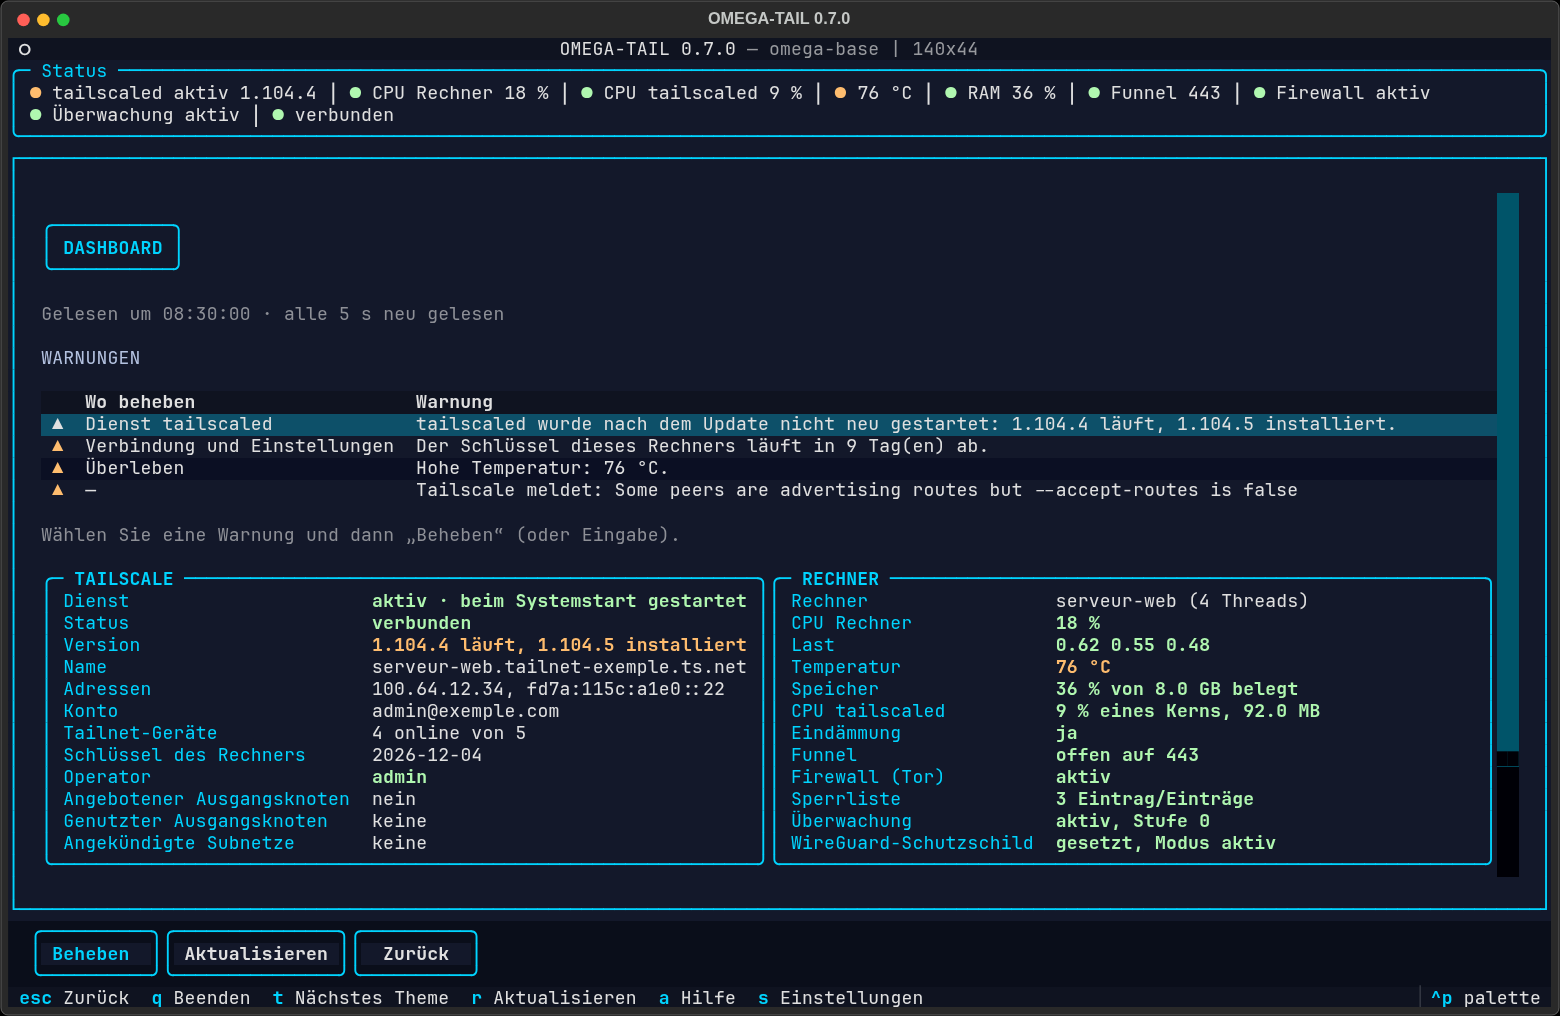 OMEGA-TAIL 0.7.0
O OMEGA-TAIL 0.7.0 — omega-base | 140x44
Status
● tailscaled aktiv 1.104.4 │ ● CPU Rechner 18 % │ ● CPU tailscaled 9 % │ ● 76 °C │ ● RAM 36 % │ ● Funnel 443 │ ● Firewall aktiv
● Überwachung aktiv │ ● verbunden
DASHBOARD
Gelesen um 08:30:00 · alle 5 s neu gelesen
WARNUNGEN
Wo beheben Warnung
▲ Dienst tailscaled tailscaled wurde nach dem Update nicht neu gestartet: 1.104.4 läuft, 1.104.5 installiert.
▲ Verbindung und Einstellungen Der Schlüssel dieses Rechners läuft in 9 Tag(en) ab.
▲ Überleben Hohe Temperatur: 76 °C.
▲ — Tailscale meldet: Some peers are advertising routes but --accept-routes is false
Wählen Sie eine Warnung und dann „Beheben“ (oder Eingabe).
TAILSCALE
Dienst aktiv · beim Systemstart gestartet
Status verbunden
Version 1.104.4 läuft, 1.104.5 installiert
Name serveur-web.tailnet-exemple.ts.net
Adressen 100.64.12.34, fd7a:115c:a1e0::22
Konto admin@exemple.com
Tailnet-Geräte 4 online von 5
Schlüssel des Rechners 2026-12-04
Operator admin
Angebotener Ausgangsknoten nein
Genutzter Ausgangsknoten keine
Angekündigte Subnetze keine
RECHNER
Rechner serveur-web (4 Threads)
CPU Rechner 18 %
Last 0.62 0.55 0.48
Temperatur 76 °C
Speicher 36 % von 8.0 GB belegt
CPU tailscaled 9 % eines Kerns, 92.0 MB
Eindämmung ja
Funnel offen auf 443
Firewall (Tor) aktiv
Sperrliste 3 Eintrag/Einträge
Überwachung aktiv, Stufe 0
WireGuard-Schutzschild gesetzt, Modus aktiv
Beheben Aktualisieren Zurück
esc Zurück q Beenden t Nächstes Theme r Aktualisieren a Hilfe s Einstellungen ^p palette